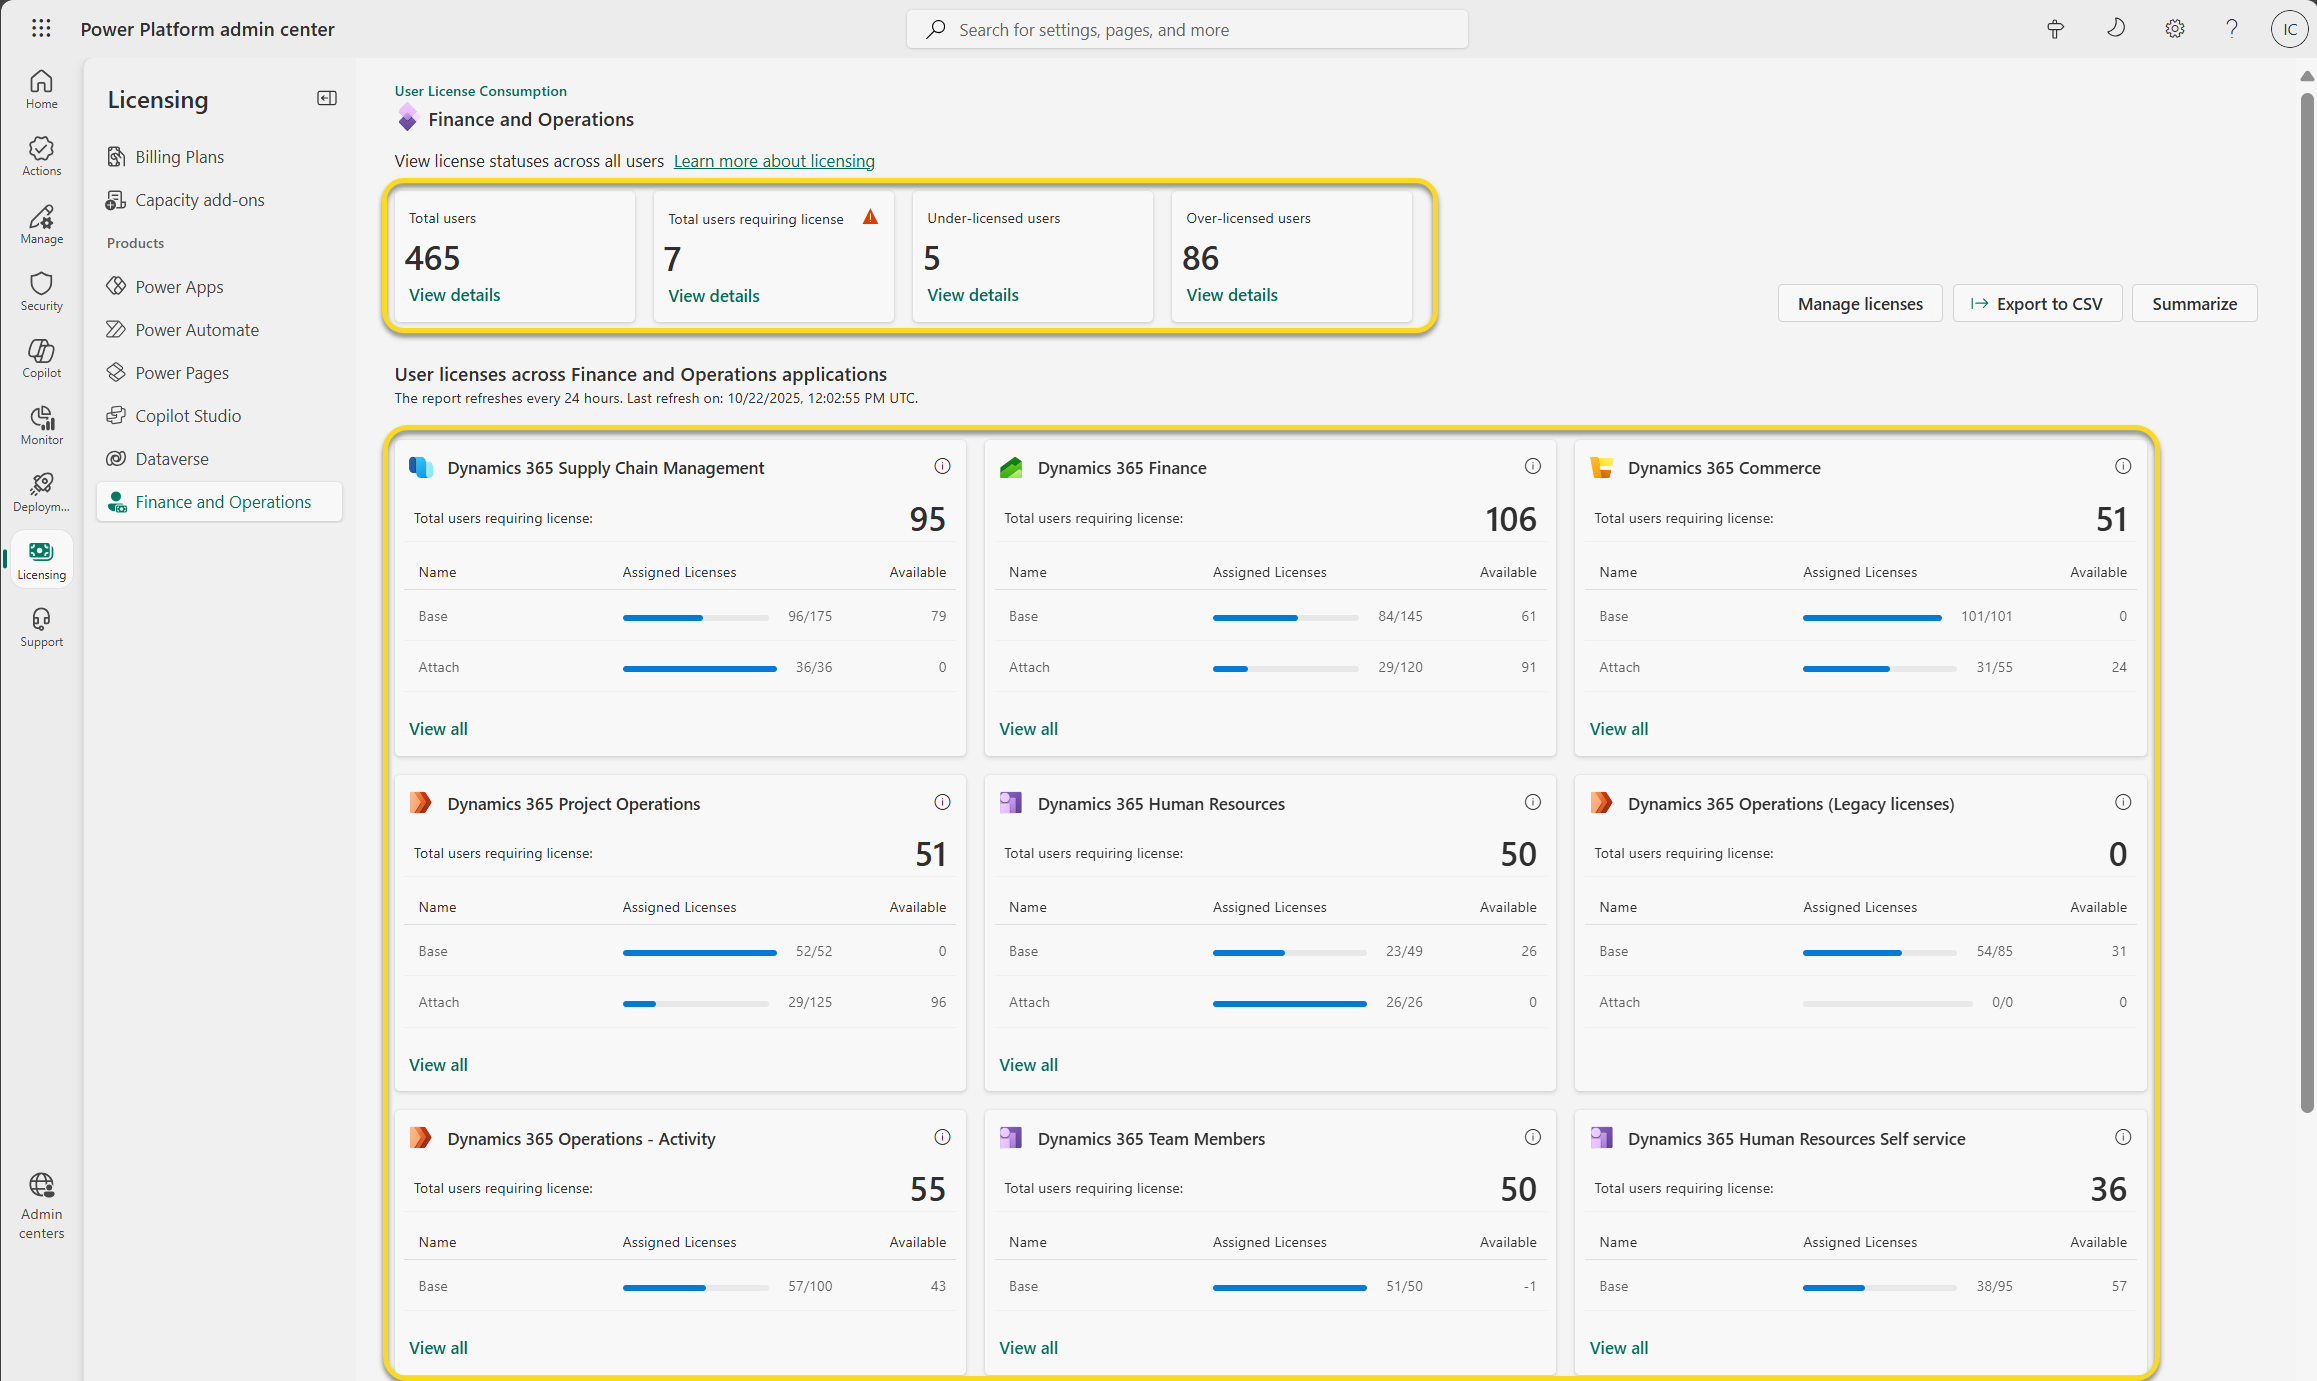 Power Platform admin center
Search for settings, pages, and more
IC
Home
Actions
Manage
Security
Copilot
Monitor
Deploym...
Licensing
Support
Admin
centers
Licensing
Billing Plans
Capacity add-ons
Products
Power Apps
Power Automate
Power Pages
Copilot Studio
Dataverse
Finance and Operations
User License Consumption
Finance and Operations
View license statuses across all users Learn more about licensing
Total users
465
View details
Total users requiring license
7
View details
Under-licensed users
5
View details
Over-licensed users
86
View details
Manage licenses
Export to CSV
Summarize
User licenses across Finance and Operations applications
The report refreshes every 24 hours. Last refresh on: 10/22/2025, 12:02:55 PM UTC.
Dynamics 365 Supply Chain Management
Total users requiring license: 95
Name Assigned Licenses Available
Base 96/175 79
Attach 36/36 0
View all
Dynamics 365 Finance
Total users requiring license: 106
Name Assigned Licenses Available
Base 84/145 61
Attach 29/120 91
View all
Dynamics 365 Commerce
Total users requiring license: 51
Name Assigned Licenses Available
Base 101/101 0
Attach 31/55 24
View all
Dynamics 365 Project Operations
Total users requiring license: 51
Name Assigned Licenses Available
Base 52/52 0
Attach 29/125 96
View all
Dynamics 365 Human Resources
Total users requiring license: 50
Name Assigned Licenses Available
Base 23/49 26
Attach 26/26 0
View all
Dynamics 365 Operations (Legacy licenses)
Total users requiring license: 0
Name Assigned Licenses Available
Base 54/85 31
Attach 0/0 0
Dynamics 365 Operations - Activity
Total users requiring license: 55
Name Assigned Licenses Available
Base 57/100 43
View all
Dynamics 365 Team Members
Total users requiring license: 50
Name Assigned Licenses Available
Base 51/50 -1
View all
Dynamics 365 Human Resources Self service
Total users requiring license: 36
Name Assigned Licenses Available
Base 38/95 57
View all